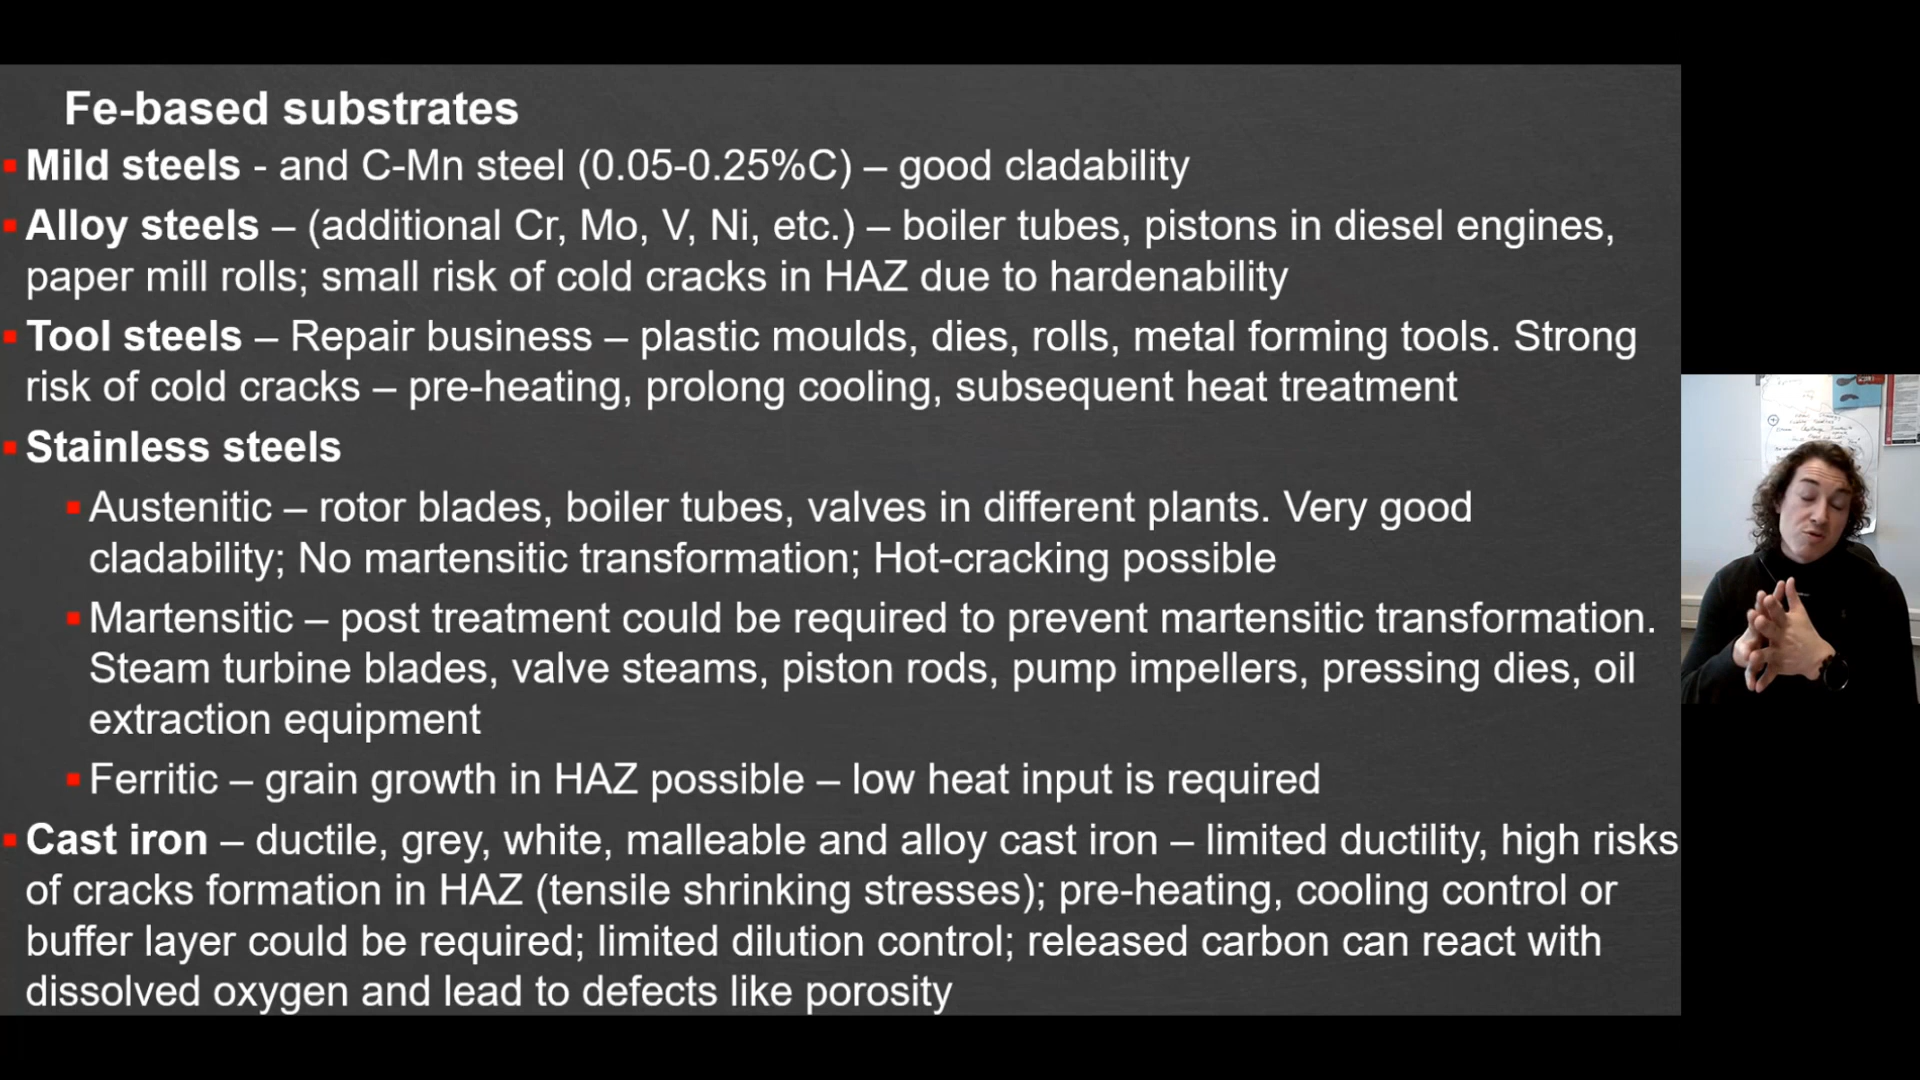 Fe-based substrates
Mild steels - and C-Mn steel (0.05-0.25%C) – good cladability
Alloy steels – (additional Cr, Mo, V, Ni, etc.) – boiler tubes, pistons in diesel engines,
paper mill rolls; small risk of cold cracks in HAZ due to hardenability
Tool steels – Repair business – plastic moulds, dies, rolls, metal forming tools. Strong
risk of cold cracks – pre-heating, prolong cooling, subsequent heat treatment
Stainless steels
Austenitic – rotor blades, boiler tubes, valves in different plants. Very good
cladability; No martensitic transformation; Hot-cracking possible
Martensitic – post treatment could be required to prevent martensitic transformation.
Steam turbine blades, valve steams, piston rods, pump impellers, pressing dies, oil
extraction equipment
Ferritic – grain growth in HAZ possible – low heat input is required
Cast iron – ductile, grey, white, malleable and alloy cast iron – limited ductility, high risks
of cracks formation in HAZ (tensile shrinking stresses); pre-heating, cooling control or
buffer layer could be required; limited dilution control; released carbon can react with
dissolved oxygen and lead to defects like porosity